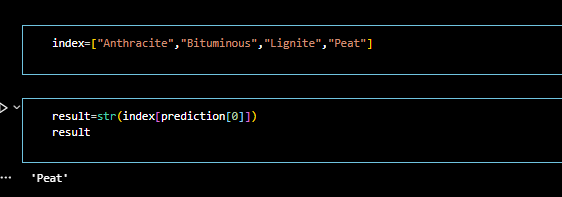 index=["Anthracite","Bituminous","Lignite","Peat"]
result=str(index[prediction[0]])
result
'Peat'